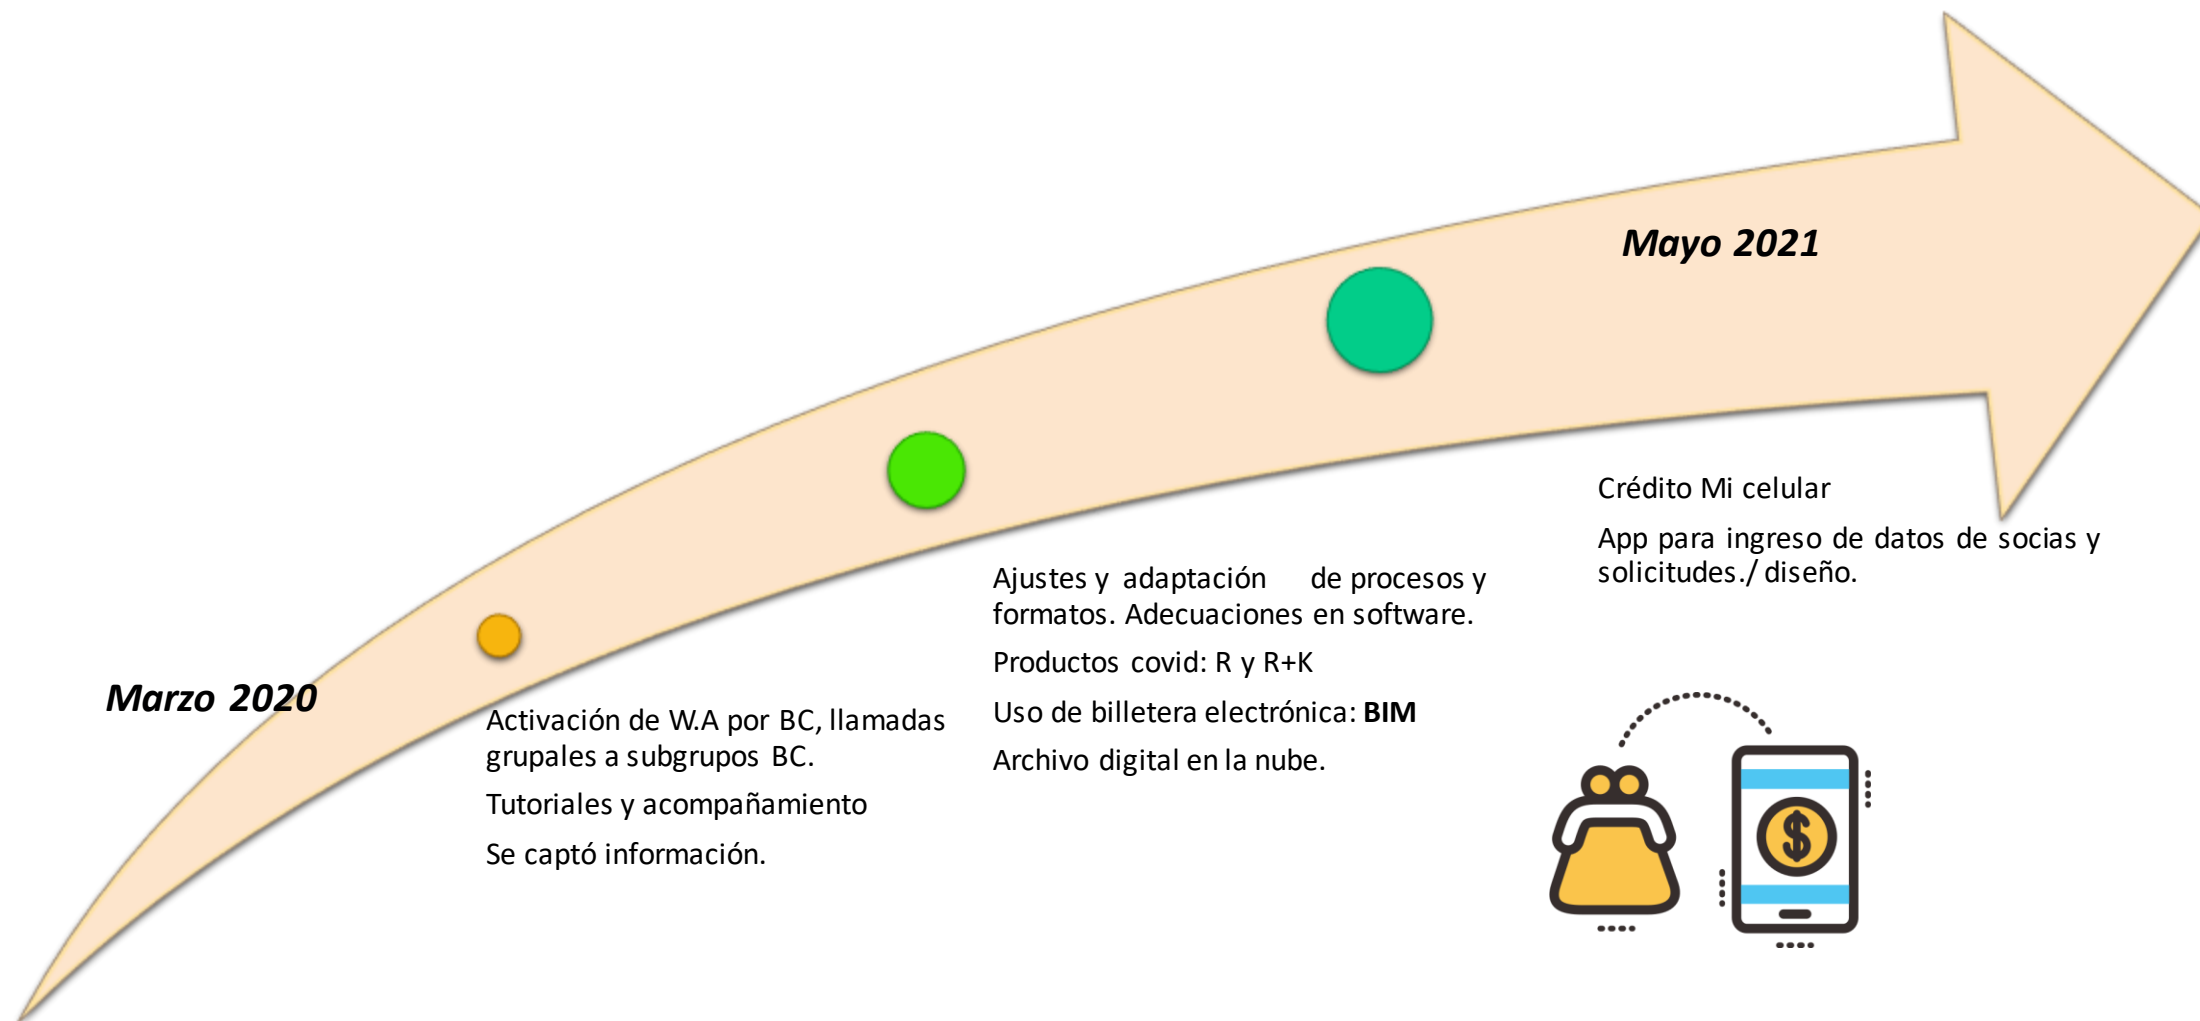 Marzo 2020
Activación de W.A por BC, llamadas
grupales a subgrupos BC.
Tutoriales y acompañamiento
Se captó información.
Ajustes y adaptación de procesos y
formatos. Adecuaciones en software.
Productos covid: R y R+K
Uso de billetera electrónica: BIM
Archivo digital en la nube.
Mayo 2021
Crédito Mi celular
App para ingreso de datos de socias y
solicitudes./ diseño.
$